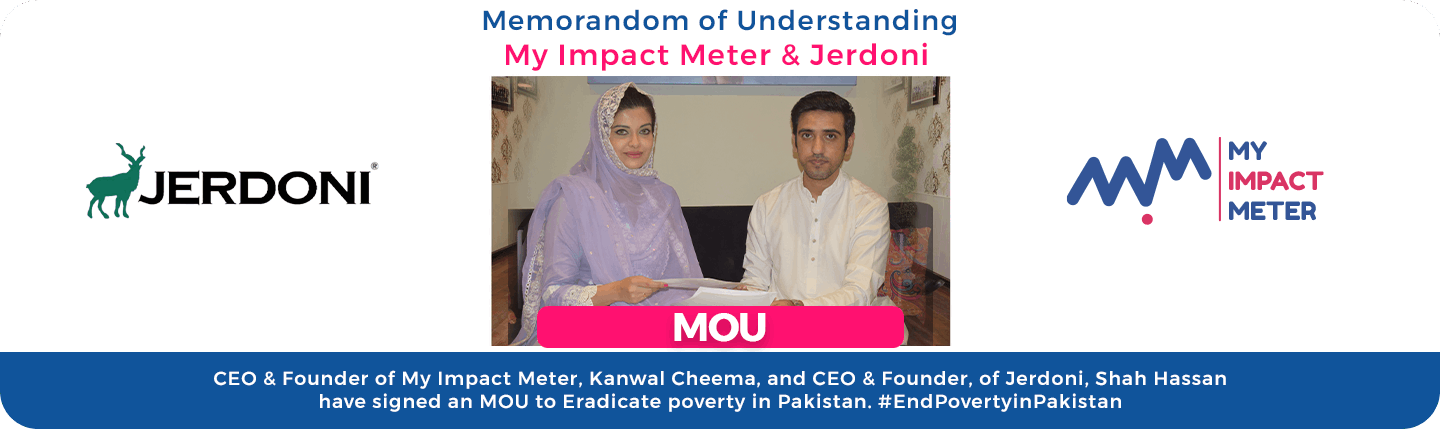 Memorandom of Understanding
My Impact Meter & Jerdoni
JERDONI®
MY
IMPACT
METER
MOU
CEO & Founder of My Impact Meter, Kanwal Cheema, and CEO & Founder, of Jerdoni, Shah Hassan
have signed an MOU to Eradicate poverty in Pakistan. #EndPovertyinPakistan